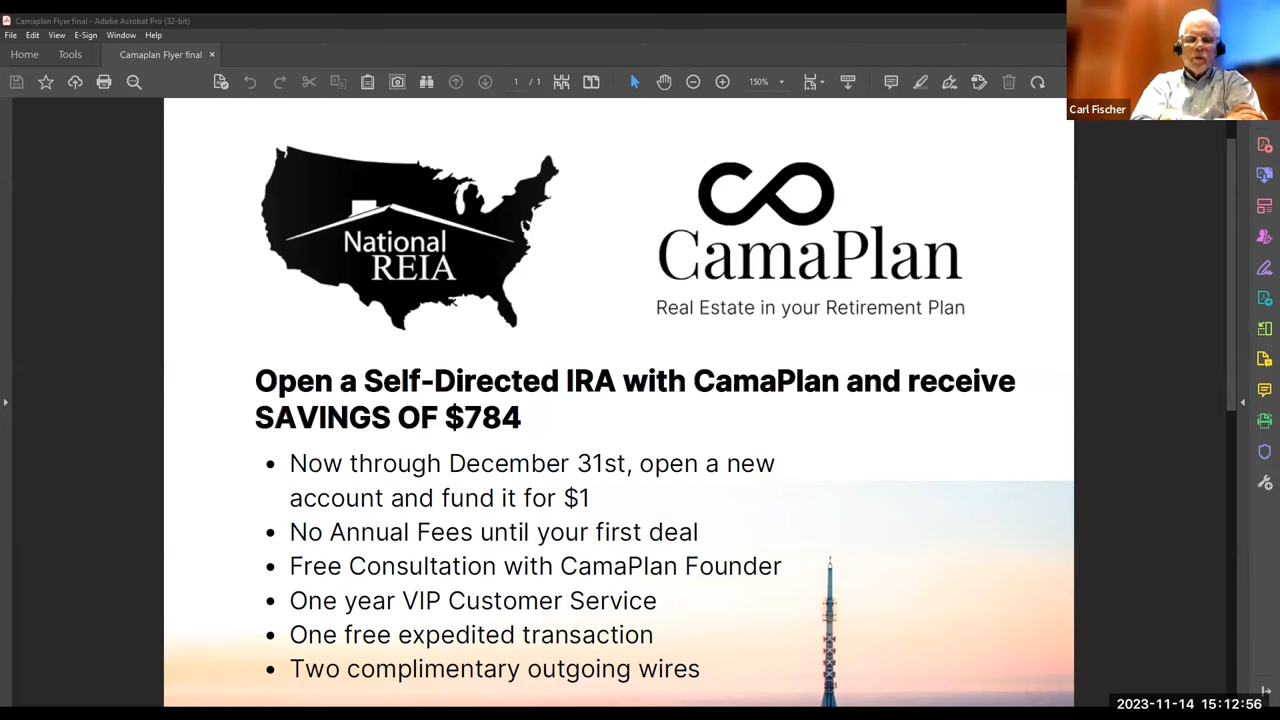 Camaplan Flyer final - Adobe Acrobat Pro (32-bit)
File Edit View E-Sign Window Help
Home Tools Camaplan Flyer final ×
1 / 1 150%
Carl Fischer
National
REIA
CamaPlan
Real Estate in your Retirement Plan
Open a Self-Directed IRA with CamaPlan and receive
SAVINGS OF $784
• Now through December 31st, open a new
account and fund it for $1
• No Annual Fees until your first deal
• Free Consultation with CamaPlan Founder
• One year VIP Customer Service
• One free expedited transaction
• Two complimentary outgoing wires
2023-11-14 15:12:56